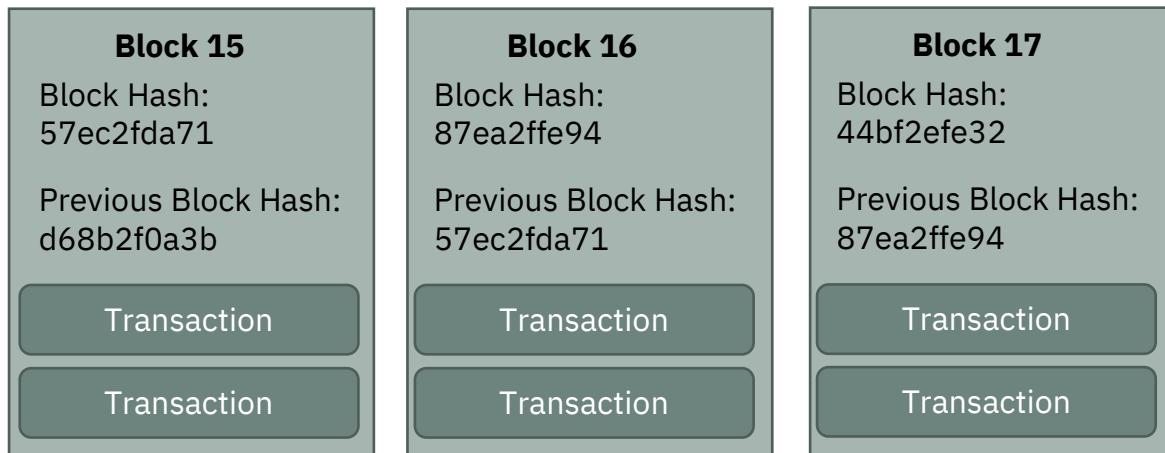 Block 15
Block Hash:
57ec2fda71
Previous Block Hash:
d68b2f0a3b
Transaction
Transaction
Block 16
Block Hash:
87ea2ffe94
Previous Block Hash:
57ec2fda71
Transaction
Transaction
Block 17
Block Hash:
44bf2efe32
Previous Block Hash:
87ea2ffe94
Transaction
Transaction